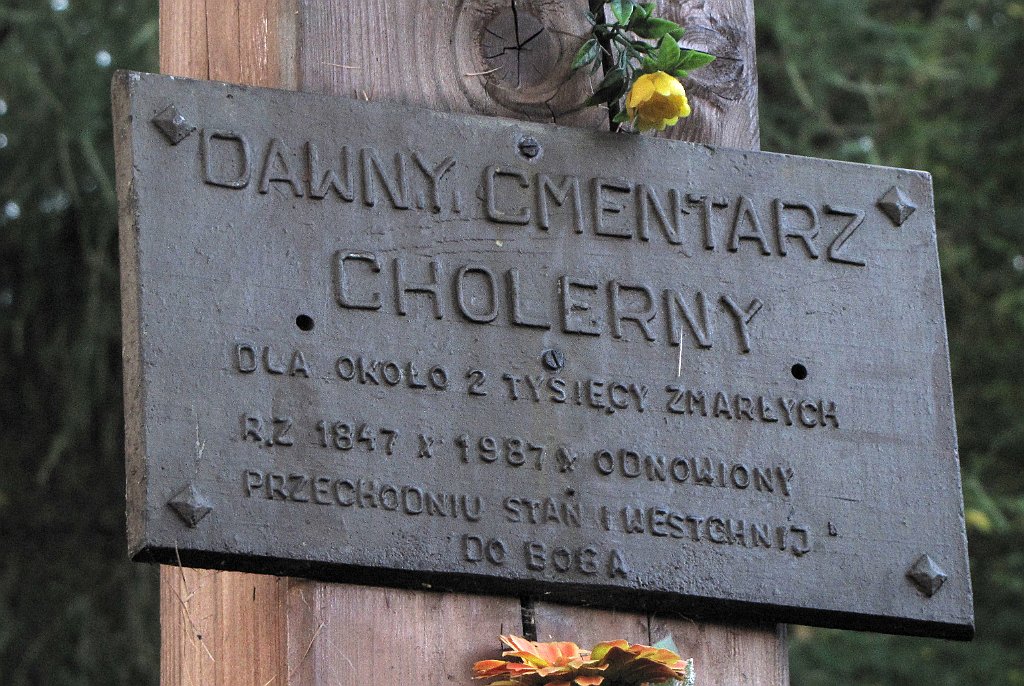 DAWNY CMENTARZ
CHOLERNY
DLA OKOŁO 2 TYSIĘCY ZMARŁYCH
R,Z 1847 X 1987 X ODNOWIONY
PRZECHODNIU STAŃ I WESTCHNIJ
DO BOGA